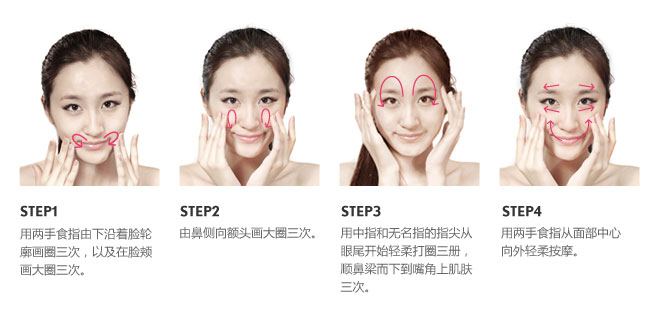 STEP1
用两手食指由下沿着脸轮
廓画圈三次，以及在脸颊
画大圈三次。
STEP2
由鼻侧向额头画大圈三次。
STEP3
用中指和无名指的指尖从
眼尾开始轻柔打圈三册，
顺鼻梁而下到嘴角上肌肤
三次。
STEP4
用两手食指从面部中心
向外轻柔按摩。